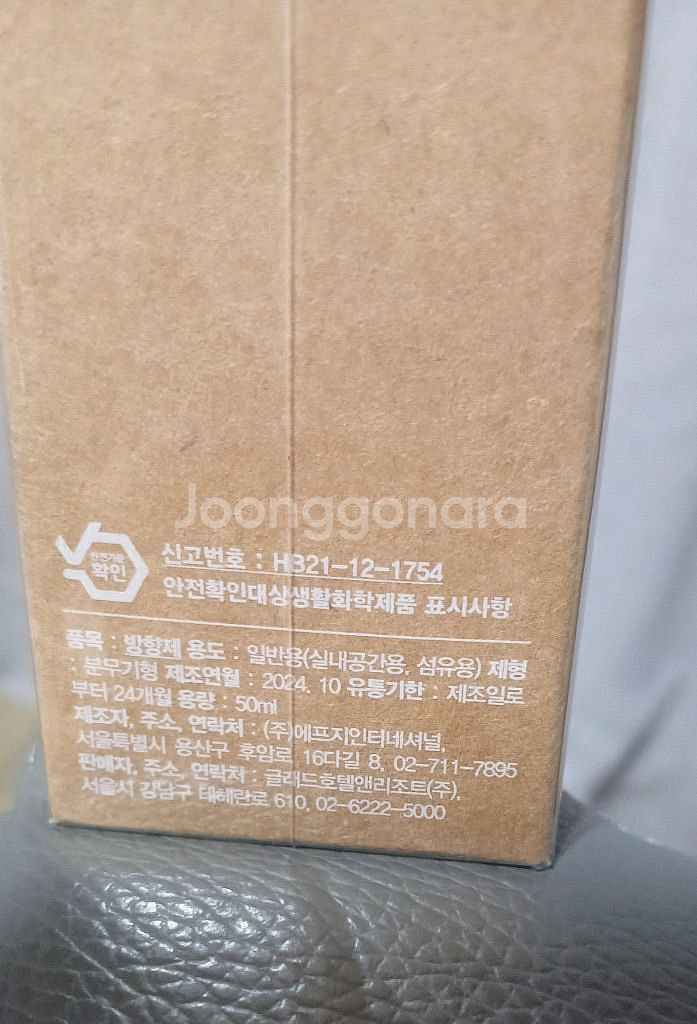 Joonggonara
안전기준
확인
신고번호 : HB21-12-1754
안전확인대상생활화학제품 표시사항
품목 : 방향제 용도 : 일반용(실내공간용, 섬유용) 제형
: 분무기형 제조연월 : 2024. 10 유통기한 : 제조일로
부터 24개월 용량 : 50ml
제조자, 주소, 연락처 : (주)에프지인터네셔널,
서울특별시 용산구 후암로 16다길 8, 02-711-7895
판매자, 주소, 연락처 : 글래드호텔앤리조트(주),
서울시 강남구 테헤란로 610, 02-6222-5000